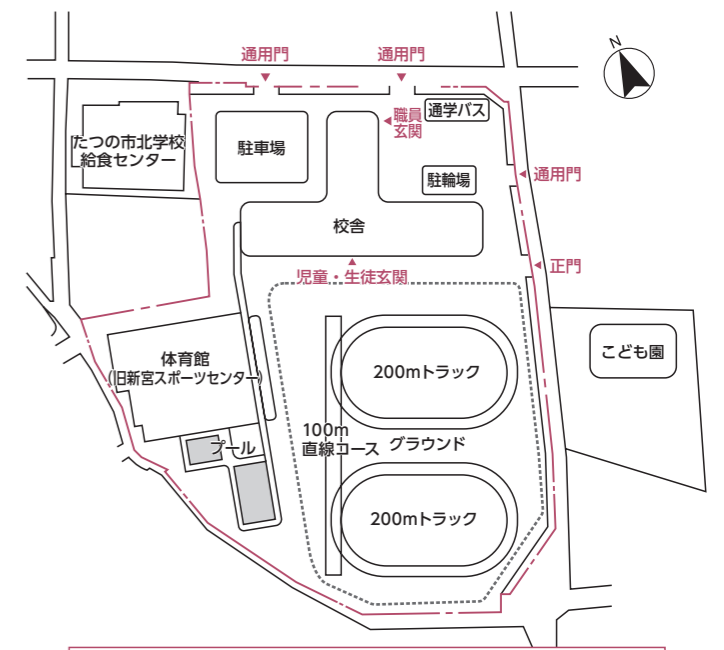 通用門
通用門
N
たつの市北学校
給食センター
駐車場
職員
玄関
通学バス
駐輪場
通用門
校舎
正門
児童・生徒玄関
体育館
(旧新宮スポーツセンター)
200mトラック
こども園
100m
直線コース
グラウンド
プール
200mトラック